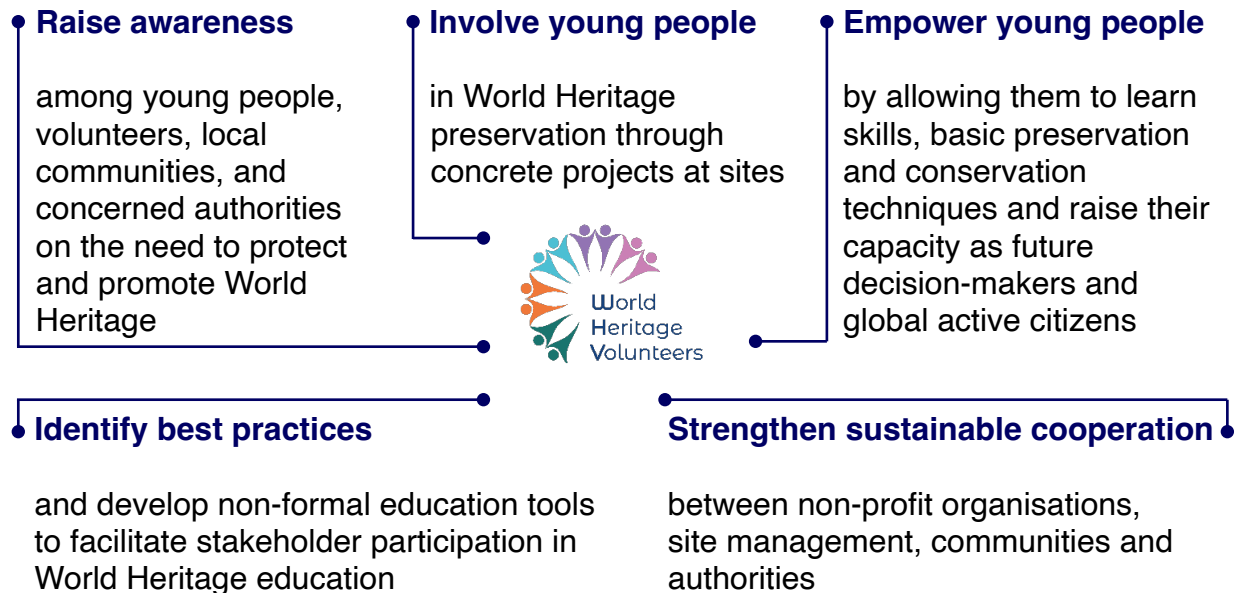 Raise awareness
among young people,
volunteers, local
communities, and
concerned authorities
on the need to protect
and promote World
Heritage
Involve young people
in World Heritage
preservation through
concrete projects at sites
Empower young people
by allowing them to learn
skills, basic preservation
and conservation
techniques and raise their
capacity as future
decision-makers and
global active citizens
World
Heritage
Volunteers
Identify best practices
and develop non-formal education tools
to facilitate stakeholder participation in
World Heritage education
Strengthen sustainable cooperation
between non-profit organisations,
site management, communities and
authorities